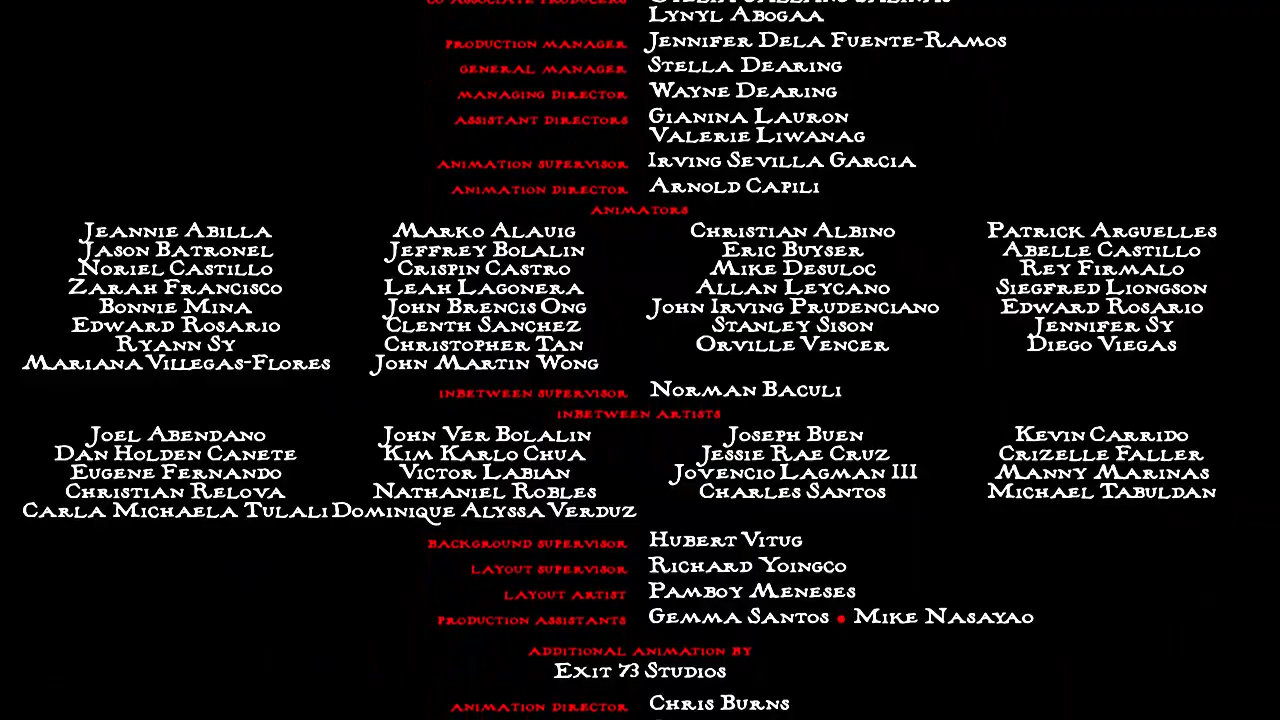 CO-ASSOCIATE PRODUCERS
LYNYL ABOGAA
PRODUCTION MANAGER JENNIFER DELA FUENTE-RAMOS
GENERAL MANAGER STELLA DEARING
MANAGING DIRECTOR WAYNE DEARING
ASSISTANT DIRECTORS GIANINA LAURON
VALERIE LIWANAG
ANIMATION SUPERVISOR IRVING SEVILLA GARCIA
ANIMATION DIRECTOR ARNOLD CAPILI
ANIMATORS
JEANNIE ABILLA MARKO ALAUIG CHRISTIAN ALBINO PATRICK ARGUELLES
JASON BATRONEL JEFFREY BOLALIN ERIC BUYSER ABELLE CASTILLO
NORIEL CASTILLO CRISPIN CASTRO MIKE DESULOC REY FIRMALO
ZARAH FRANCISCO LEAH LAGONERA ALLAN LEYCANO SIEGFRED LIONGSON
BONNIE MINA JOHN BRENCIS ONG JOHN IRVING PRUDENCIANO EDWARD ROSARIO
EDWARD ROSARIO CLENTH SANCHEZ STANLEY SISON JENNIFER SY
RYANN SY CHRISTOPHER TAN ORVILLE VENCER DIEGO VIEGAS
MARIANA VILLEGAS-FLORES JOHN MARTIN WONG
INBETWEEN SUPERVISOR NORMAN BACULI
INBETWEEN ARTISTS
JOEL ABENDANO JOHN VER BOLALIN JOSEPH BUEN KEVIN CARRIDO
DAN HOLDEN CANETE KIM KARLO CHUA JESSIE RAE CRUZ CRIZELLE FALLER
EUGENE FERNANDO VICTOR LABIAN JOVENCIO LAGMAN III MANNY MARINAS
CHRISTIAN RELOVA NATHANIEL ROBLES CHARLES SANTOS MICHAEL TABULDAN
CARLA MICHAELA TULALI DOMINIQUE ALYSSA VERDUZ
BACKGROUND SUPERVISOR HUBERT VITUG
LAYOUT SUPERVISOR RICHARD YOINGCO
LAYOUT ARTIST PAMBOY MENESES
PRODUCTION ASSISTANTS GEMMA SANTOS • MIKE NASAYAO
ADDITIONAL ANIMATION BY
EXIT 73 STUDIOS
ANIMATION DIRECTOR CHRIS BURNS